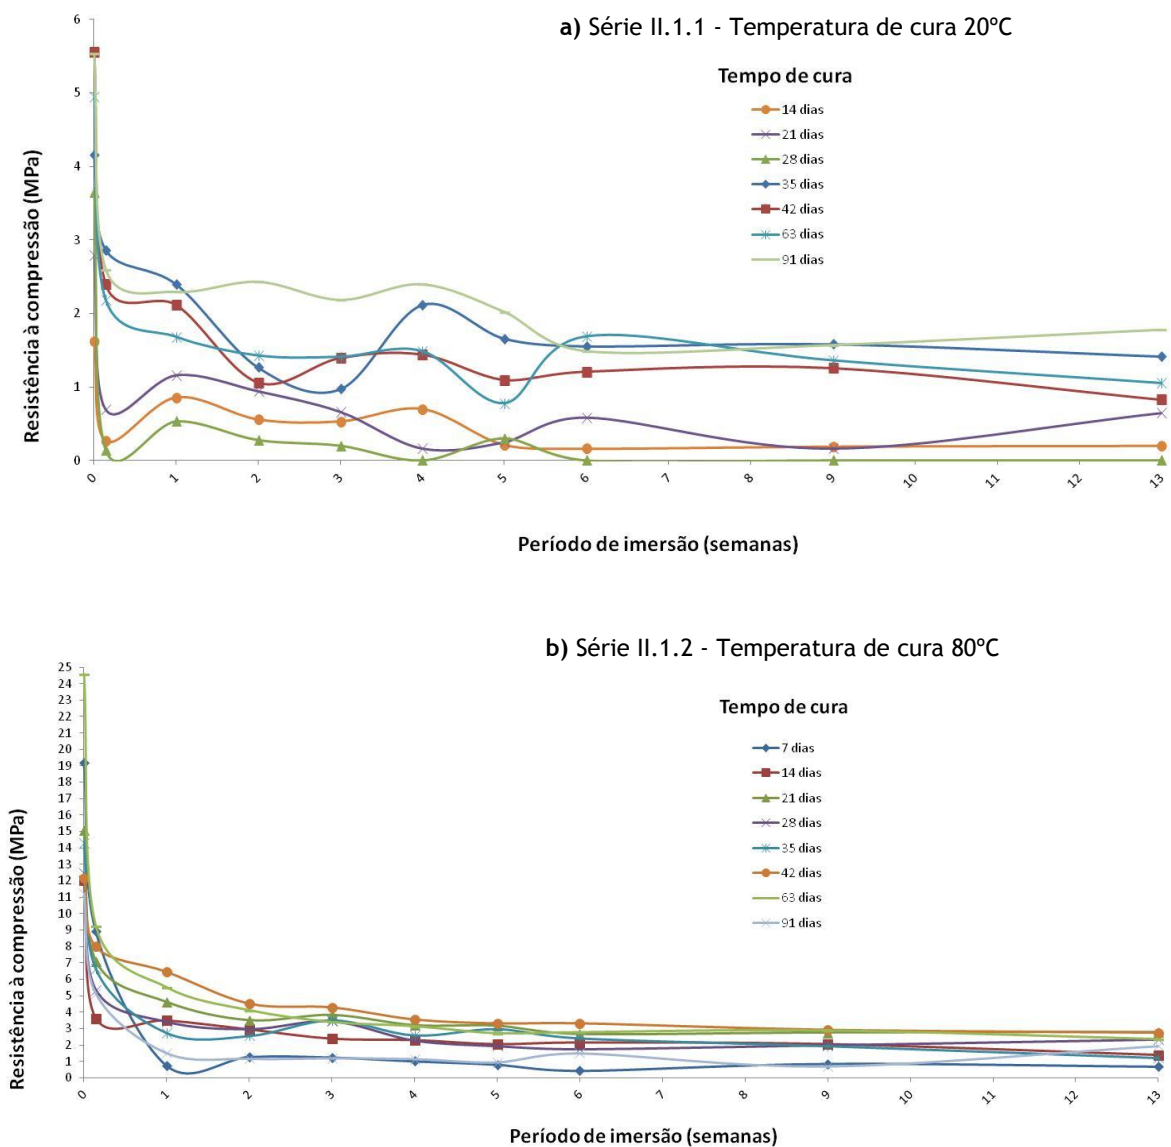 a) Série II.1.1 - Temperatura de cura 20ºC
Tempo de cura
14 dias
21 dias
28 dias
35 dias
42 dias
63 dias
91 dias
Resistência à compressão (MPa)
6
5
4
3
2
1
0
0 1 2 3 4 5 6 7 8 9 10 11 12 13
Período de imersão (semanas)
b) Série II.1.2 - Temperatura de cura 80ºC
Tempo de cura
7 dias
14 dias
21 dias
28 dias
35 dias
42 dias
63 dias
91 dias
Resistência à compressão (MPa)
25
24
23
22
21
20
19
18
17
16
15
14
13
12
11
10
9
8
7
6
5
4
3
2
1
0
0 1 2 3 4 5 6 7 8 9 10 11 12 13
Período de imersão (semanas)